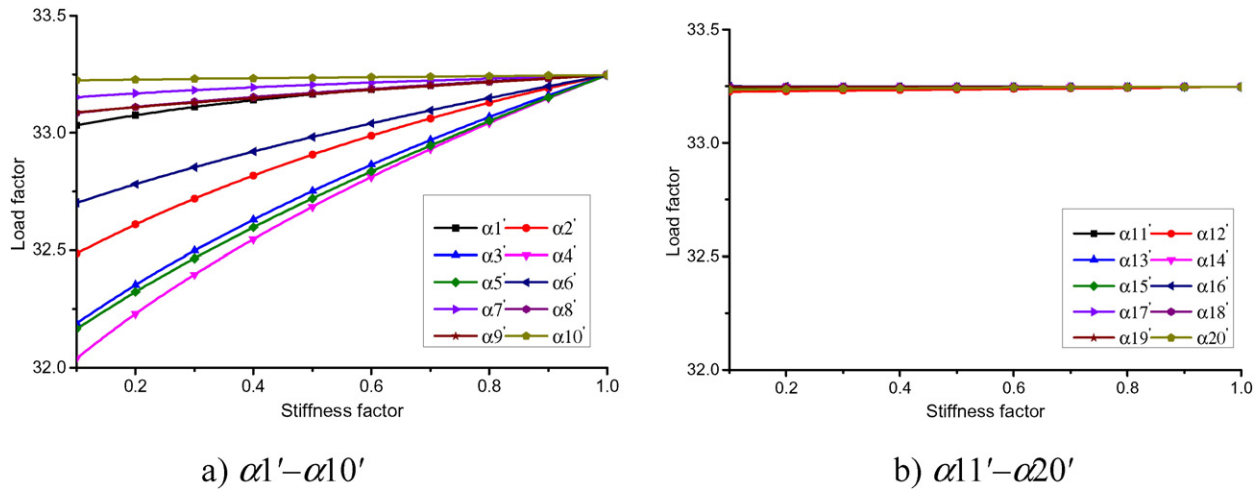 33.5
33.0
32.5
32.0
Load factor
0.2 0.4 0.6 0.8 1.0
Stiffness factor
α1' α2'
α3' α4'
α5' α6'
α7' α8'
α9' α10'
a) α1′–α10′
33.5
33.0
32.5
32.0
Load factor
0.2 0.4 0.6 0.8 1.0
Stiffness factor
α11' α12'
α13' α14'
α15' α16'
α17' α18'
α19' α20'
b) α11′–α20′